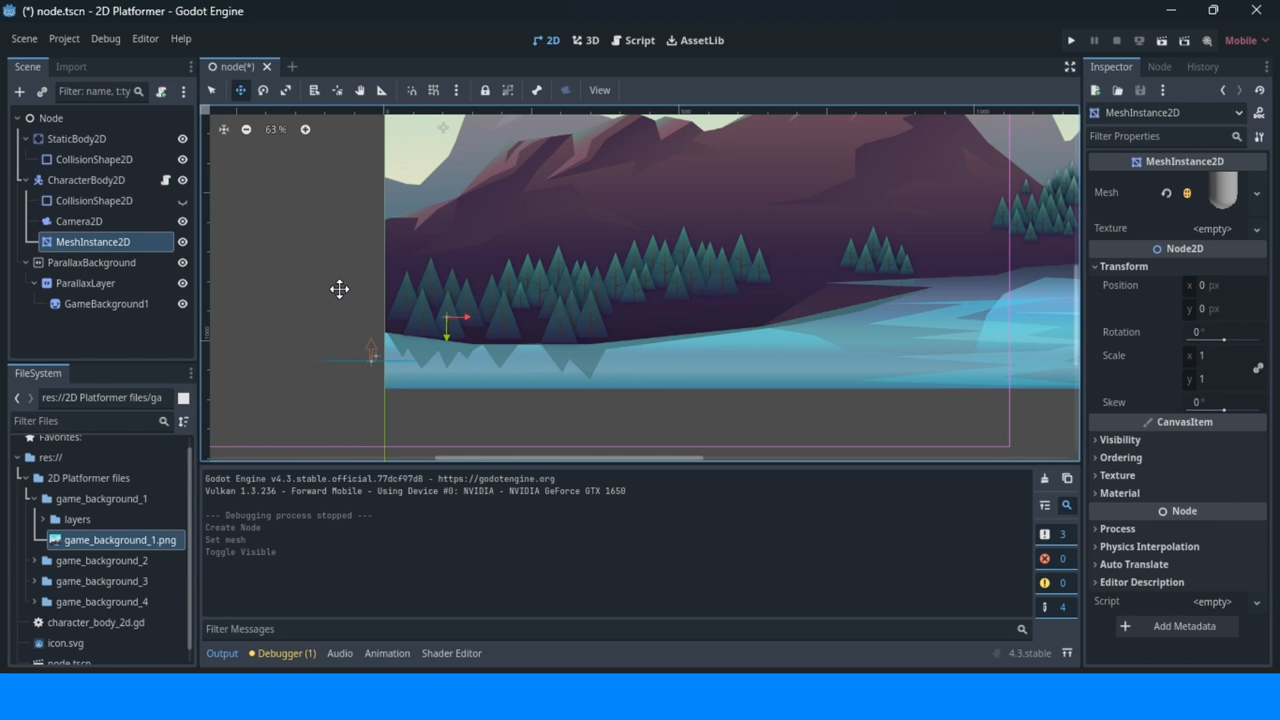 (*) node.tscn - 2D Platformer - Godot Engine
Scene Project Debug Editor Help
2D 3D Script AssetLib
Mobile
Scene Import
Filter: name, t:ty
Node
StaticBody2D
CollisionShape2D
CharacterBody2D
CollisionShape2D
Camera2D
MeshInstance2D
ParallaxBackground
ParallaxLayer
GameBackground1
FileSystem
res://2D Platformer files/ga
Filter Files
Favorites:
res://
2D Platformer files
game_background_1
layers
game_background_1.png
game_background_2
game_background_3
game_background_4
character_body_2d.gd
icon.svg
node.tscn
node(*)
View
0 500 1000
63 %
Godot Engine v4.3.stable.official.77dcf97d8 - https://godotengine.org
Vulkan 1.3.236 - Forward Mobile - Using Device #0: NVIDIA - NVIDIA GeForce GTX 1650
--- Debugging process stopped ---
Create Node
Set mesh
Toggle Visible
3
0
0
4
Filter Messages
Output Debugger (1) Audio Animation Shader Editor
4.3.stable
Inspector Node History
MeshInstance2D
Filter Properties
MeshInstance2D
Mesh
Texture <empty>
Node2D
Transform
Position x 0 px
y 0 px
Rotation 0 °
Scale x 1
y 1
Skew 0 °
CanvasItem
Visibility
Ordering
Texture
Material
Node
Process
Physics Interpolation
Auto Translate
Editor Description
Script <empty>
Add Metadata